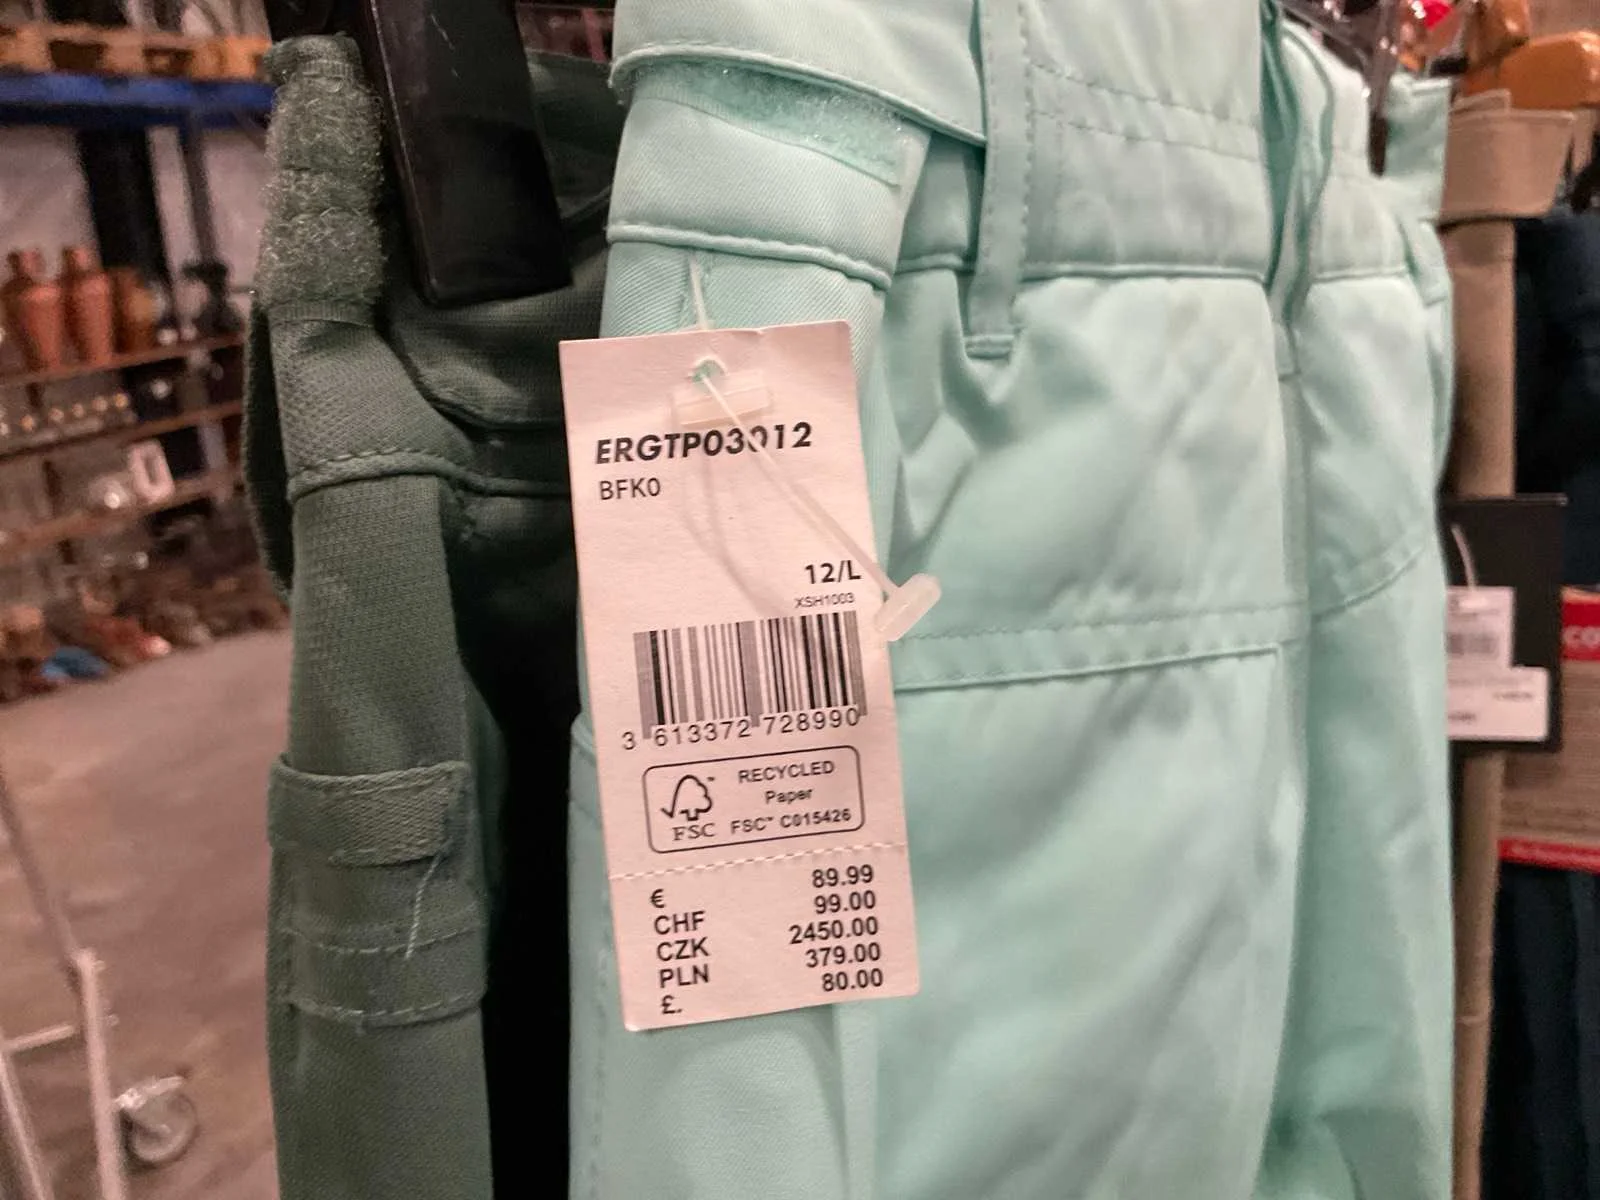 ERGTP03012
BFK0
12/L
XSH1003
3 613372 728990
RECYCLED
Paper
FSC™ C015426
FSC
€ 89.99
CHF 99.00
CZK 2450.00
PLN 379.00
£. 80.00
CO